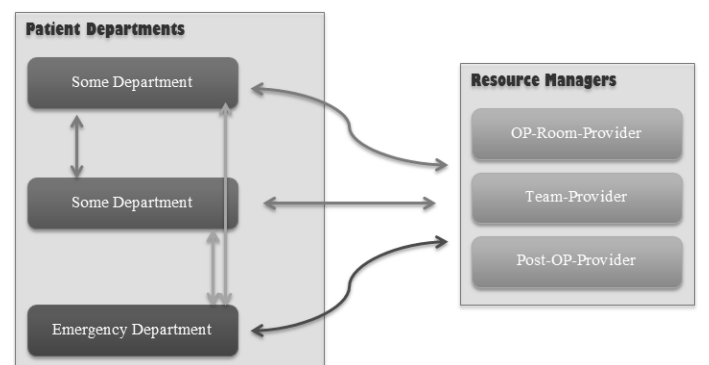 Patient Departments
Some Department
Some Department
Emergency Department
Resource Managers
OP-Room-Provider
Team-Provider
Post-OP-Provider